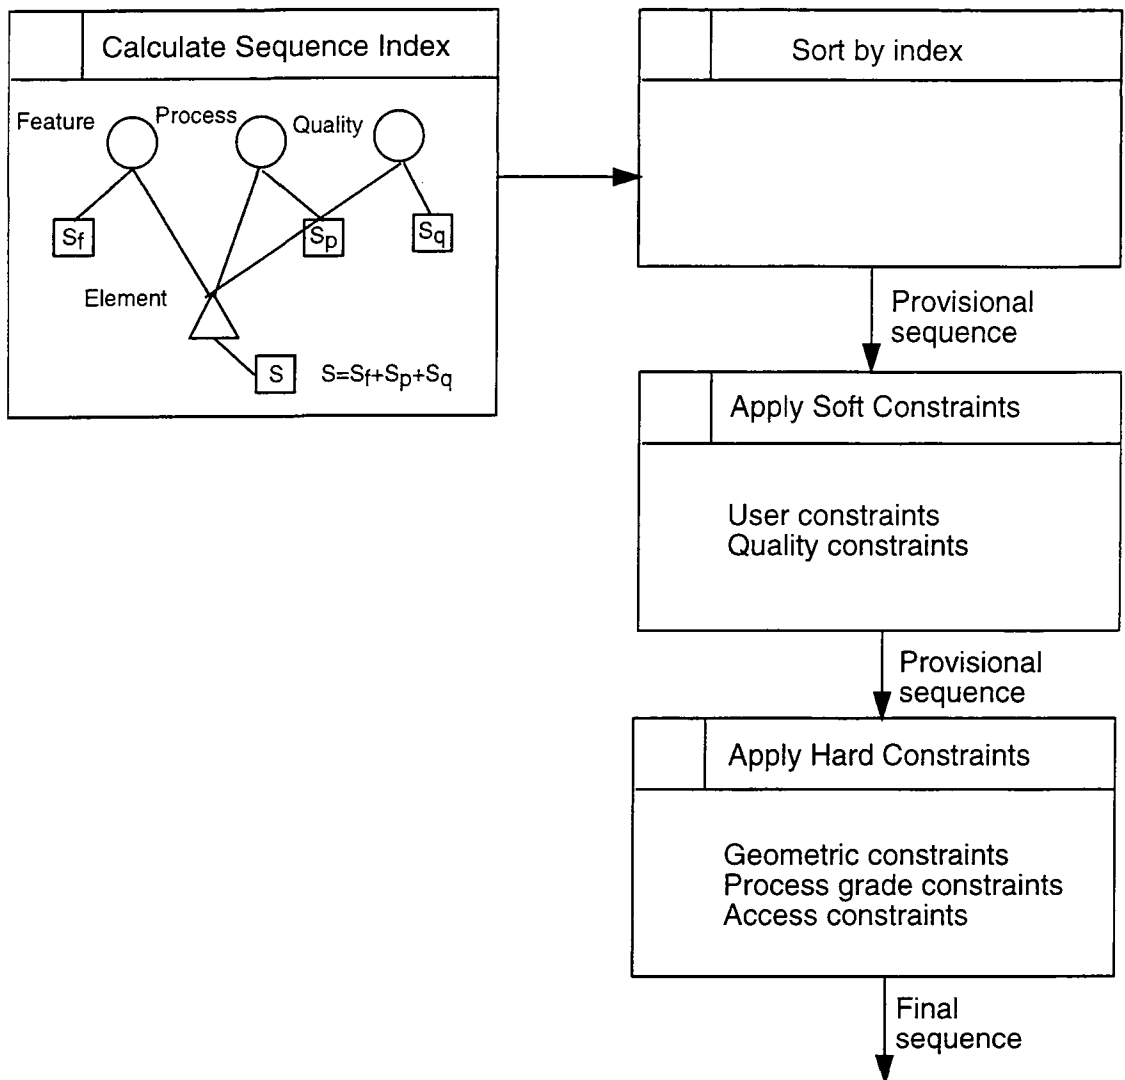 Calculate Sequence Index
Feature
Process
Quality
Sf
Sp
Sq
Element
S
S=Sf+Sp+Sq
Sort by index
Provisional
sequence
Apply Soft Constraints
User constraints
Quality constraints
Provisional
sequence
Apply Hard Constraints
Geometric constraints
Process grade constraints
Access constraints
Final
sequence